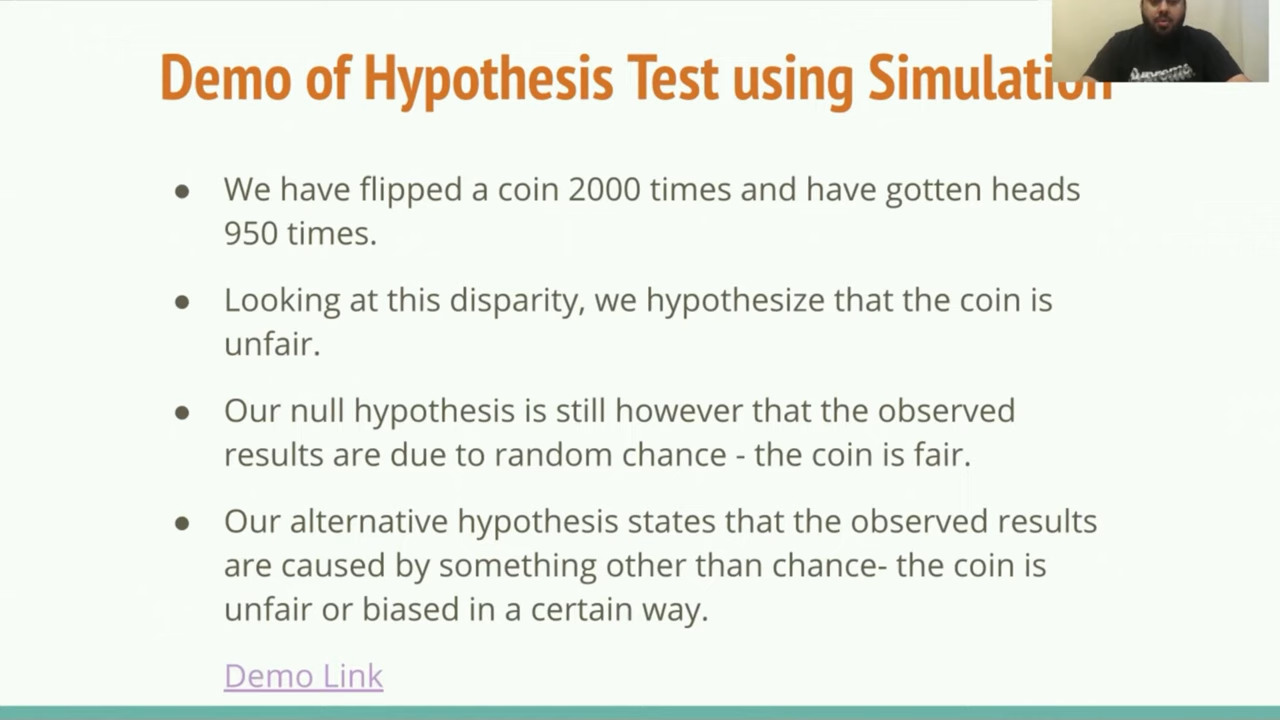 Demo of Hypothesis Test using Simulation
● We have flipped a coin 2000 times and have gotten heads
950 times.
● Looking at this disparity, we hypothesize that the coin is
unfair.
● Our null hypothesis is still however that the observed
results are due to random chance - the coin is fair.
● Our alternative hypothesis states that the observed results
are caused by something other than chance- the coin is
unfair or biased in a certain way.
Demo Link